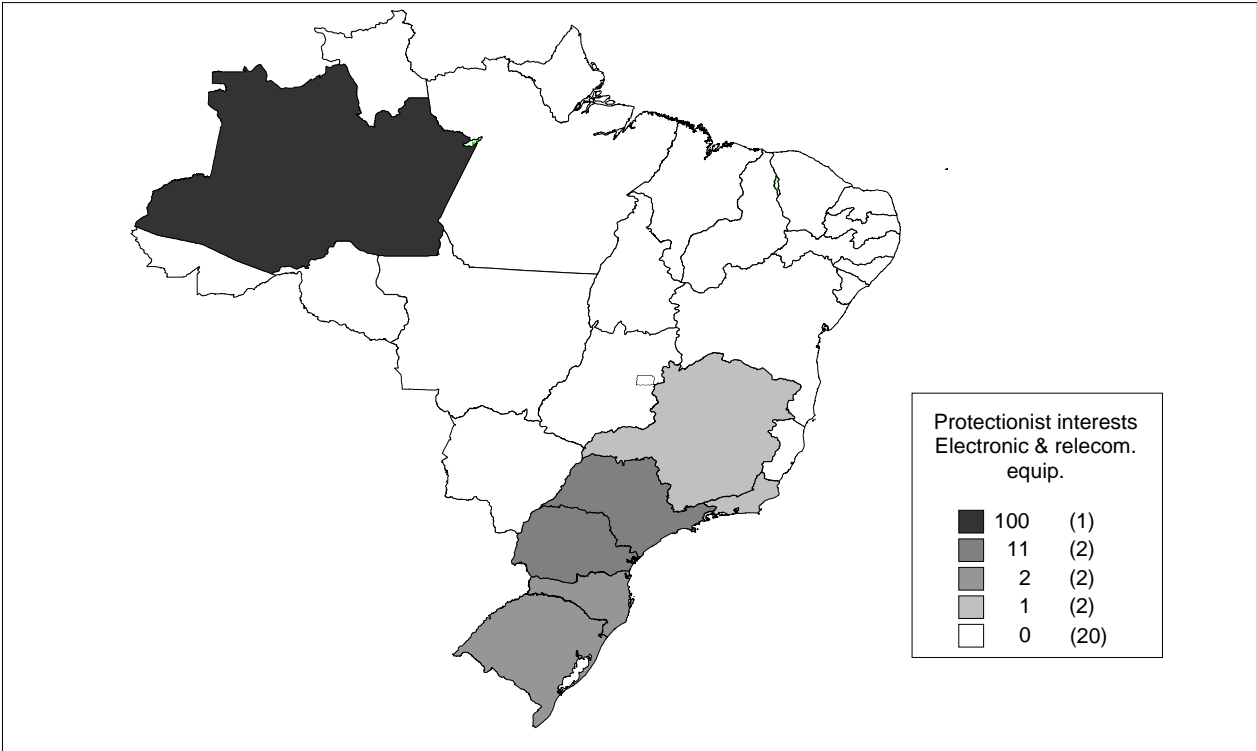 Protectionist interests
Electronic & relecom.
equip.
100 (1)
11 (2)
2 (2)
1 (2)
0 (20)